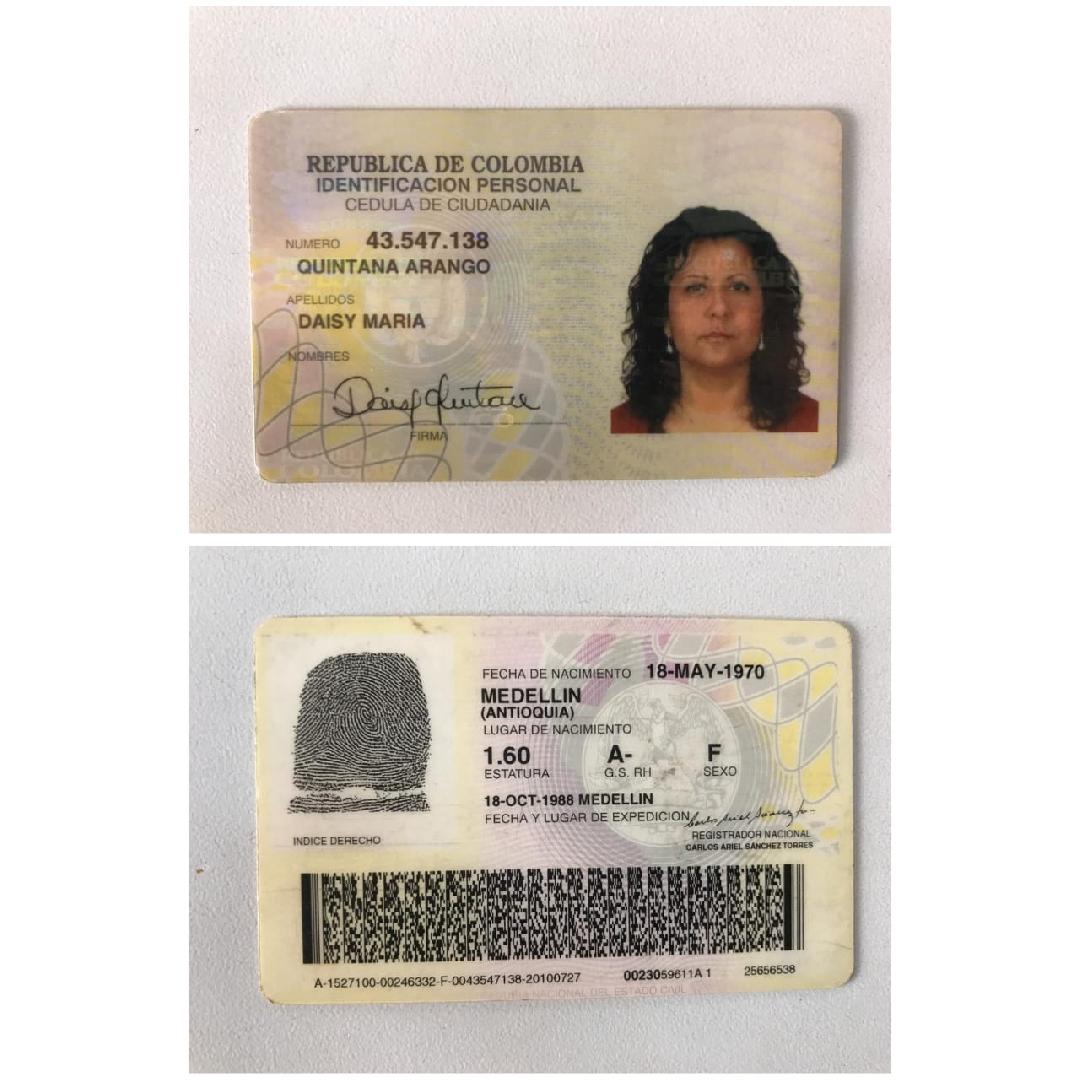 REPUBLICA DE COLOMBIA
IDENTIFICACION PERSONAL
CEDULA DE CIUDADANIA
NUMERO 43.547.138
QUINTANA ARANGO
APELLIDOS
DAISY MARIA
NOMBRES
Daisy Quintana
FIRMA
FECHA DE NACIMIENTO 18-MAY-1970
MEDELLIN
(ANTIOQUIA)
LUGAR DE NACIMIENTO
1.60 A- F
ESTATURA G.S. RH SEXO
18-OCT-1988 MEDELLIN
FECHA Y LUGAR DE EXPEDICION
INDICE DERECHO
REGISTRADOR NACIONAL
CARLOS ARIEL SANCHEZ TORRES
A-1527100-00246332-F-0043547138-20100727 0023059611A 1 25656538
NACIONAL DEL ESTADO CIVIL